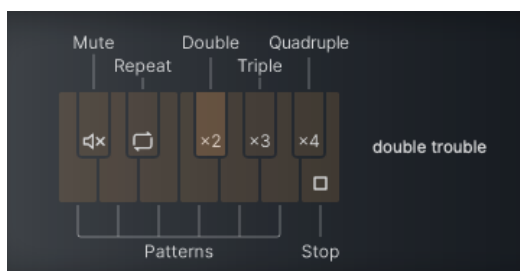 Mute Double Quadruple
Repeat Triple
×2 ×3 ×4
double trouble
Patterns Stop